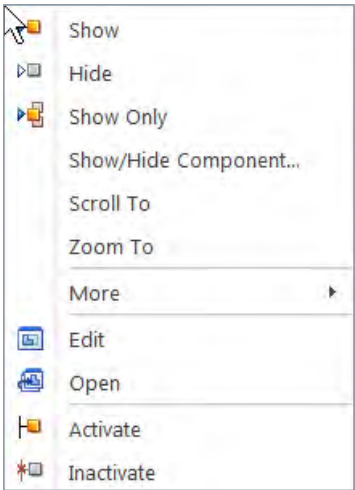 Show
Hide
Show Only
Show/Hide Component...
Scroll To
Zoom To
More
Edit
Open
Activate
Inactivate